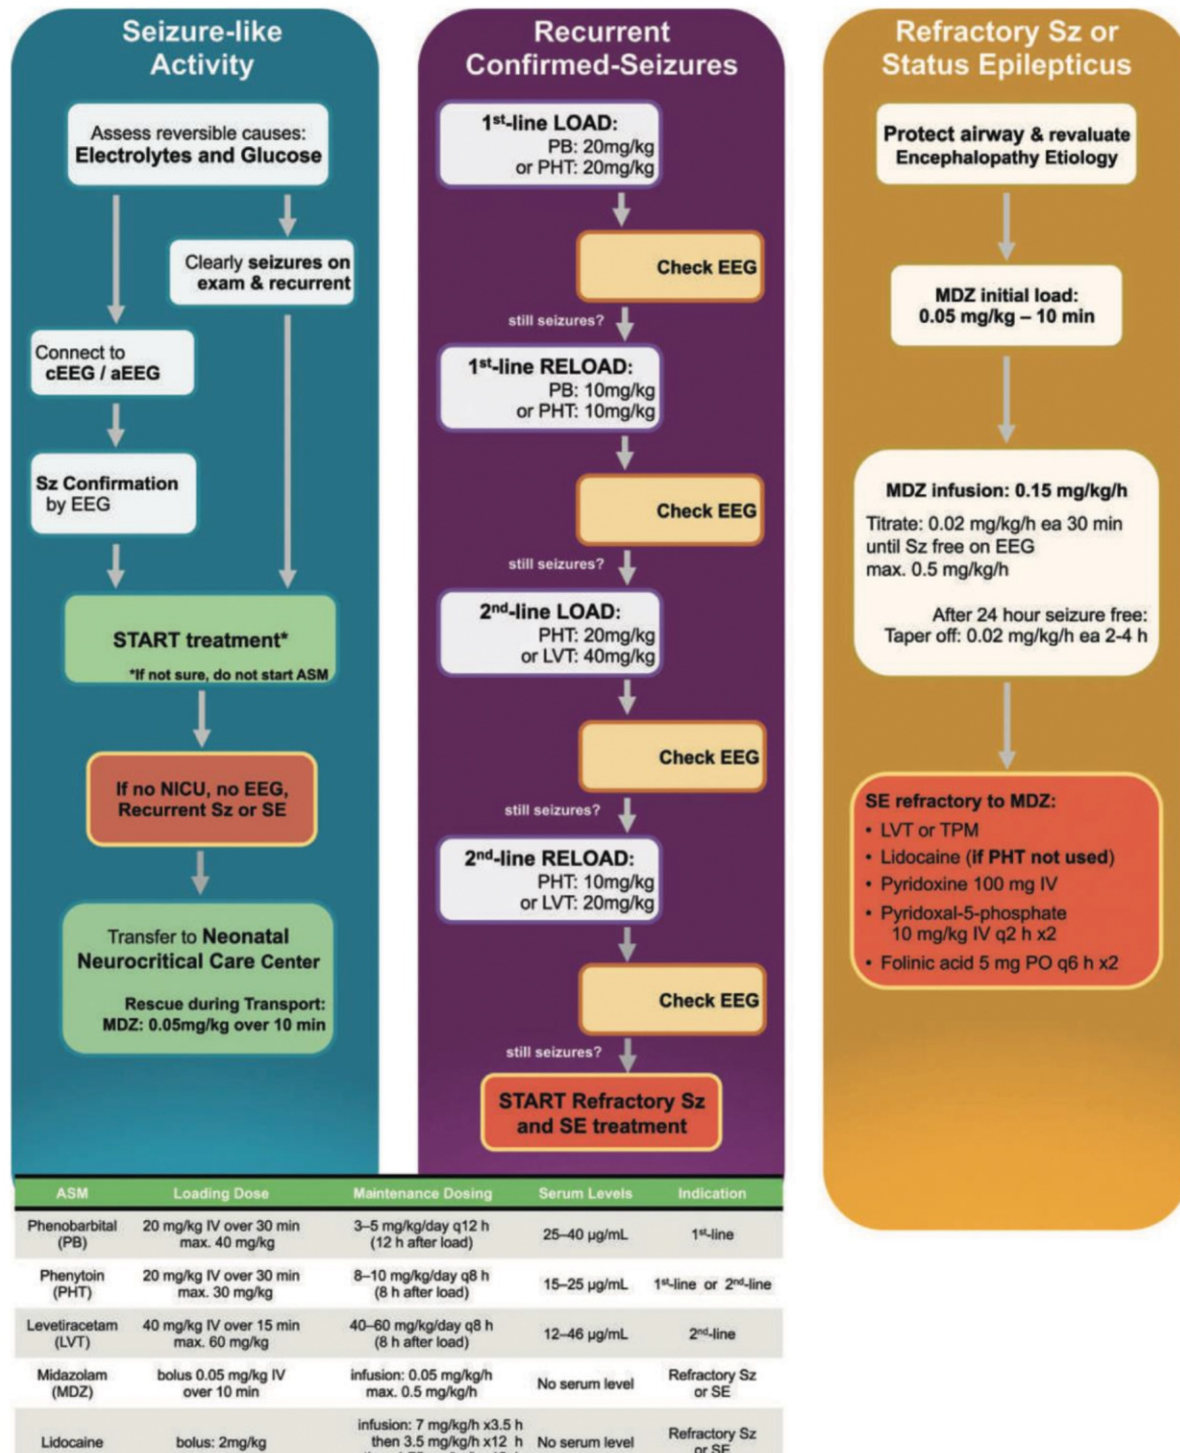 Seizure-like
Activity
Assess reversible causes:
Electrolytes and Glucose
Clearly seizures on
exam & recurrent
Connect to
cEEG / aEEG
Sz Confirmation
by EEG
START treatment*
*If not sure, do not start ASM
If no NICU, no EEG,
Recurrent Sz or SE
Transfer to Neonatal
Neurocritical Care Center
Rescue during Transport:
MDZ: 0.05mg/kg over 10 min
Recurrent
Confirmed-Seizures
1st-line LOAD:
PB: 20mg/kg
or PHT: 20mg/kg
Check EEG
still seizures?
1st-line RELOAD:
PB: 10mg/kg
or PHT: 10mg/kg
Check EEG
still seizures?
2nd-line LOAD:
PHT: 20mg/kg
or LVT: 40mg/kg
Check EEG
still seizures?
2nd-line RELOAD:
PHT: 10mg/kg
or LVT: 20mg/kg
Check EEG
still seizures?
START Refractory Sz
and SE treatment
Refractory Sz or
Status Epilepticus
Protect airway & revaluate
Encephalopathy Etiology
MDZ initial load:
0.05 mg/kg – 10 min
MDZ infusion: 0.15 mg/kg/h
Titrate: 0.02 mg/kg/h ea 30 min
until Sz free on EEG
max. 0.5 mg/kg/h
After 24 hour seizure free:
Taper off: 0.02 mg/kg/h ea 2-4 h
SE refractory to MDZ:
• LVT or TPM
• Lidocaine (if PHT not used)
• Pyridoxine 100 mg IV
• Pyridoxal-5-phosphate
10 mg/kg IV q2 h x2
• Folinic acid 5 mg PO q6 h x2
ASM Loading Dose Maintenance Dosing Serum Levels Indication
Phenobarbital (PB) 20 mg/kg IV over 30 min max. 40 mg/kg 3–5 mg/kg/day q12 h (12 h after load) 25–40 µg/mL 1st-line
Phenytoin (PHT) 20 mg/kg IV over 30 min max. 30 mg/kg 8–10 mg/kg/day q8 h (8 h after load) 15–25 µg/mL 1st-line or 2nd-line
Levetiracetam (LVT) 40 mg/kg IV over 15 min max. 60 mg/kg 40–60 mg/kg/day q8 h (8 h after load) 12–46 µg/mL 2nd-line
Midazolam (MDZ) bolus 0.05 mg/kg IV over 10 min infusion: 0.05 mg/kg/h max. 0.5 mg/kg/h No serum level Refractory Sz or SE
Lidocaine bolus: 2mg/kg infusion: 7 mg/kg/h x3.5 h then 3.5 mg/kg/h x12 h No serum level Refractory Sz or SE